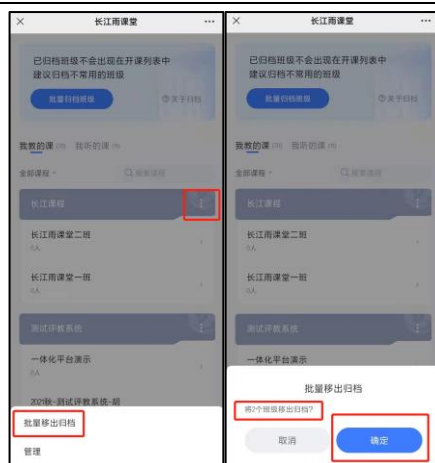 长江雨课堂
已归档班级不会出现在开课列表中
建议归档不常用的班级
批量归档班级
关于归档
我教的课
我听的课
全部课程
搜索课程
长江课程
长江雨课堂二班
0人
长江雨课堂一班
0人
测试评教系统
一体化平台演示
0人
2021秋-测试评教系统-胡
批量移出归档
管理
长江雨课堂
已归档班级不会出现在开课列表中
建议归档不常用的班级
批量归档班级
关于归档
我教的课
我听的课
全部课程
搜索课程
长江课程
长江雨课堂二班
0人
长江雨课堂一班
0人
测试评教系统
一体化平台演示
批量移出归档
将2个班级移出归档?
取消
确定